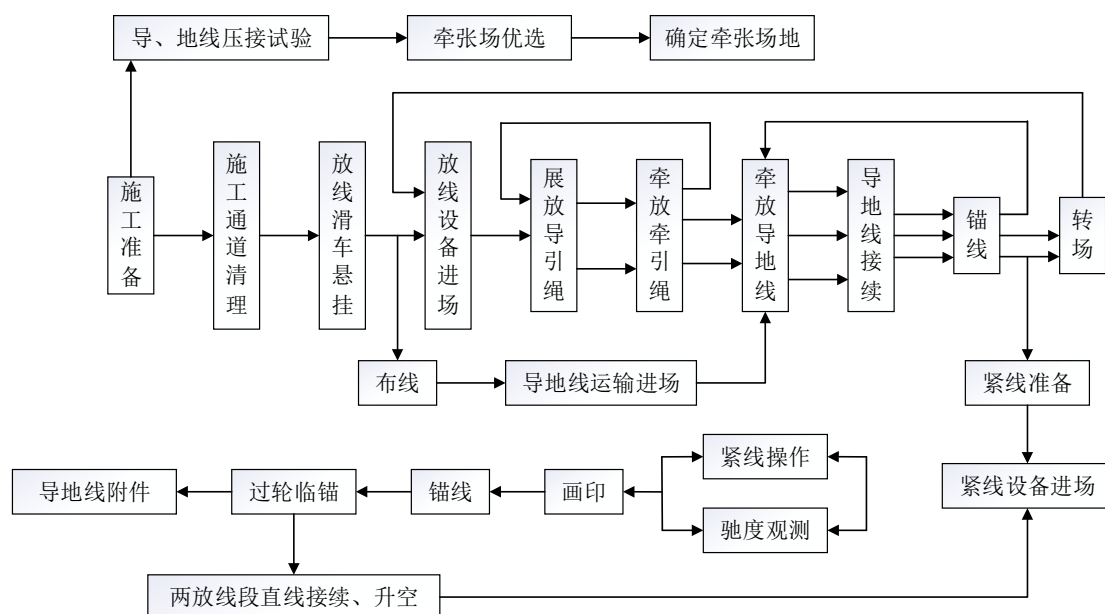 导、地线压接试验
牵张场优选
确定牵张场地
施工准备
施工通道清理
放线滑车悬挂
放线设备进场
展放导引绳
牵放牵引绳
牵放导地线
导地线接续
锚线
转场
布线
导地线运输进场
紧线准备
紧线操作
导地线附件
过轮临锚
锚线
画印
紧线设备进场
驰度观测
两放线段直线接续、升空